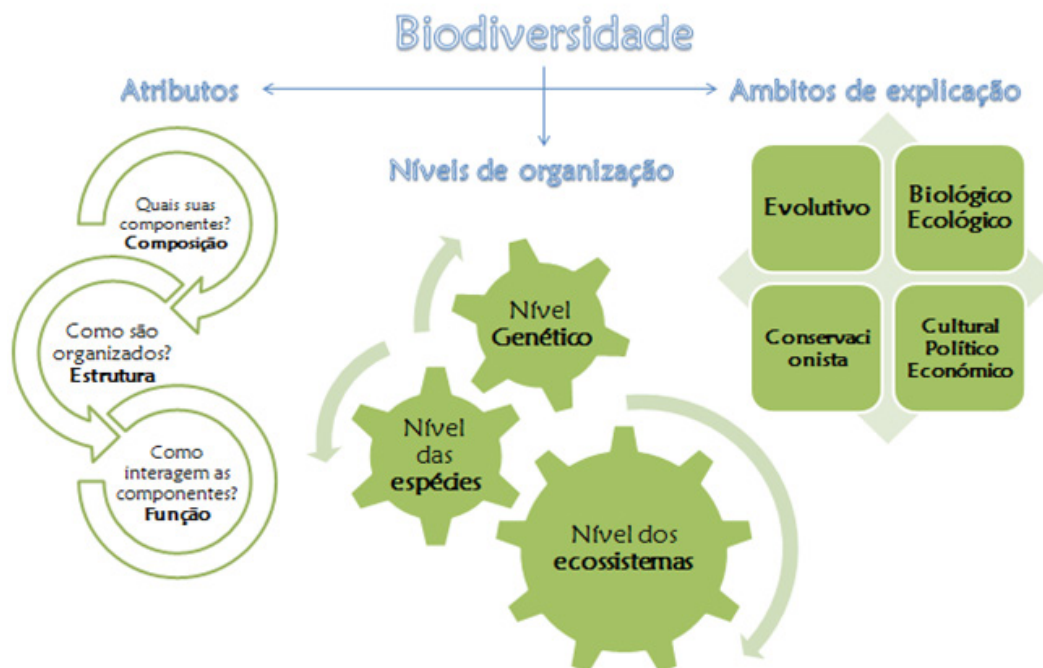 Biodiversidade
Atributos
Ambitos de explicação
Níveis de organização
Quais suas
componentes?
Composição
Como são
organizados?
Estrutura
Como
interagem as
componentes?
Função
Nível
Genético
Nível
das
espécies
Nível dos
ecossistemas
Evolutivo
Biológico
Ecológico
Conservaci
onista
Cultural
Político
Económico